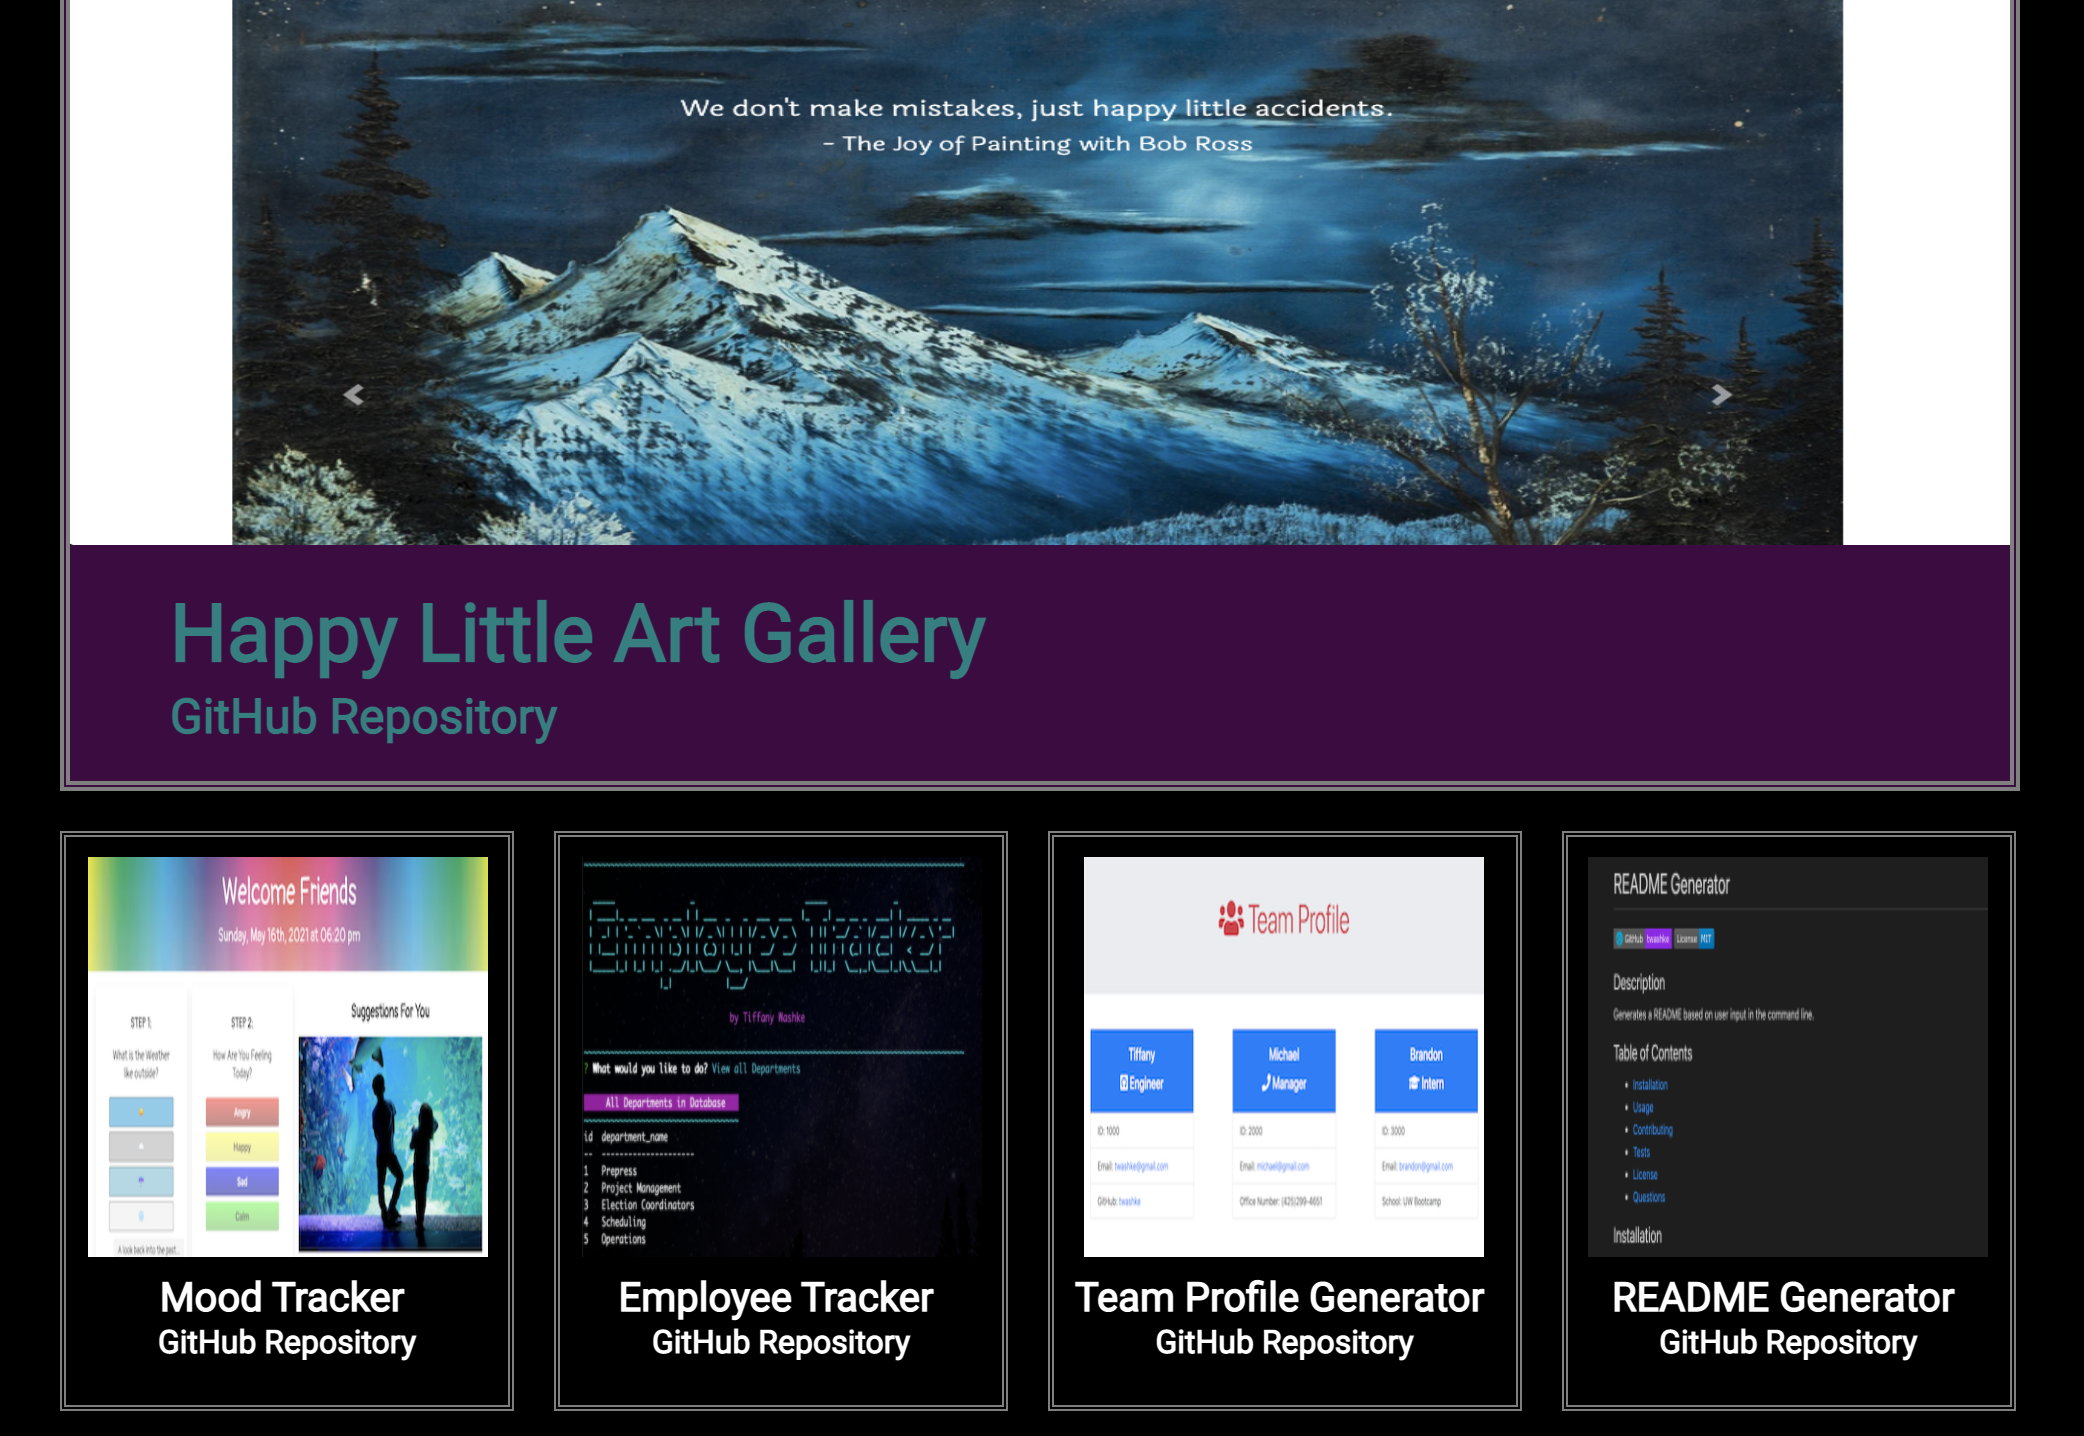 We don't make mistakes, just happy little accidents.
- The Joy of Painting with Bob Ross
Happy Little Art Gallery
GitHub Repository
Welcome Friends
Sunday, May 16th, 2021 at 06:20 pm
STEP 1:
What is the Weather
like outside?
STEP 2:
How Are You Feeling
Today?
Angry
Happy
Sad
Calm
Suggestions For You
A look back into the past...
Mood Tracker
GitHub Repository
Employee Tracker
by Tiffany Washke
? What would you like to do? View all Departments
All Departments in Database
id department_name
-- --------------------
1 Prepress
2 Project Management
3 Election Coordinators
4 Scheduling
5 Operations
Employee Tracker
GitHub Repository
Team Profile
Tiffany
Engineer
ID: 1000
Email: twashke@gmail.com
GitHub: twashke
Michael
Manager
ID: 2000
Email: michael@gmail.com
Office Number: (425)299-4651
Brandon
Intern
ID: 3000
Email: brandon@gmail.com
School: UW Bootcamp
Team Profile Generator
GitHub Repository
README Generator
GitHub twashke License MIT
Description
Generates a README based on user input in the command line.
Table of Contents
• Installation
• Usage
• Contributing
• Tests
• License
• Questions
Installation
README Generator
GitHub Repository